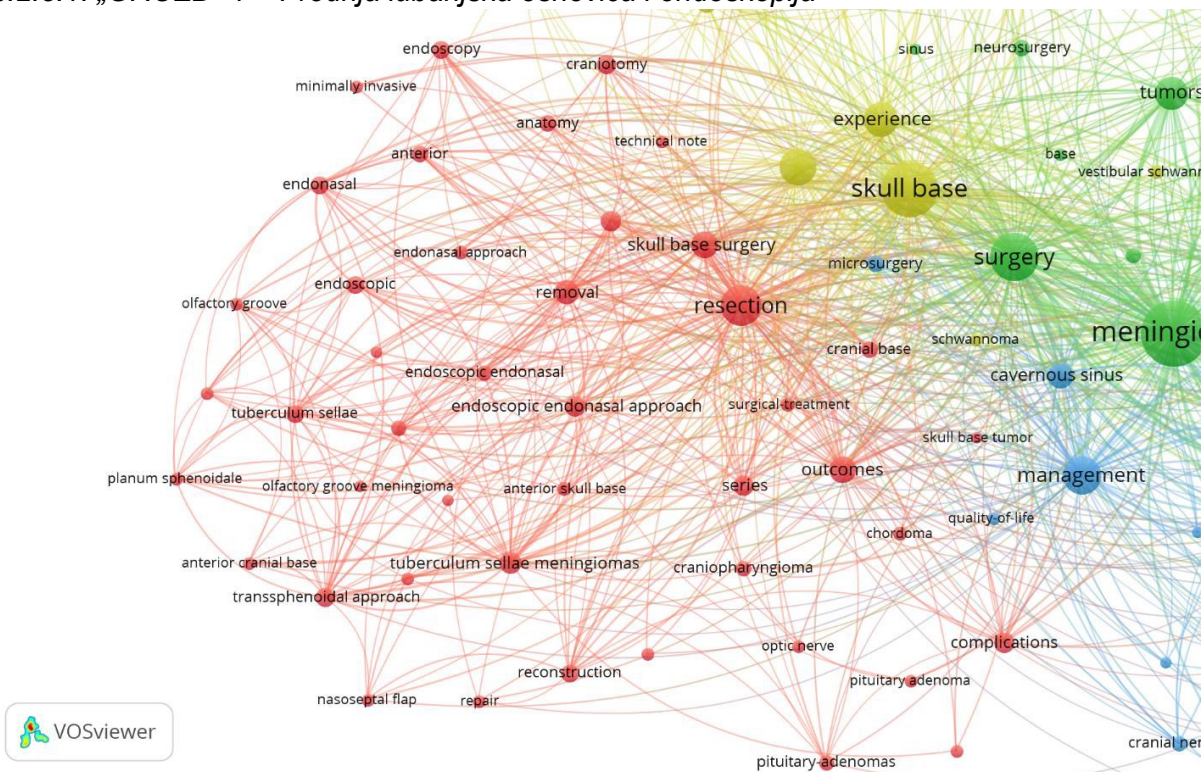 Prednja lubanjska osnovica i endoskopija
endoscopy
sinus
neurosurgery
craniotomy
minimally invasive
tumors
experience
anatomy
technical note
anterior
base
vestibular schwann
endonasal
skull base
skull base surgery
endonasal approach
surgery
microsurgery
endoscopic
removal
olfactory groove
resection
meningio
schwannoma
cranial base
endoscopic endonasal
cavernous sinus
endoscopic endonasal approach
surgical-treatment
tuberculum sellae
skull base tumor
outcomes
management
planum sphenoidale
olfactory groove meningioma
anterior skull base
series
quality-of-life
chordoma
anterior cranial base
tuberculum sellae meningiomas
craniopharyngioma
transsphenoidal approach
optic nerve
complications
reconstruction
pituitary adenoma
nasoseptal flap
repair
VOSviewer
cranial ner
pituitary-adenomas